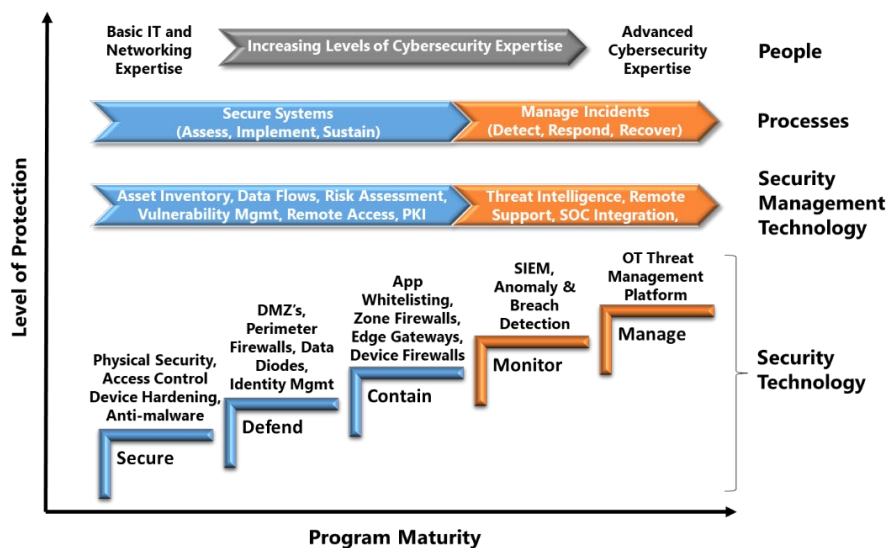 Basic IT and
Networking
Expertise
Increasing Levels of Cybersecurity Expertise
Advanced
Cybersecurity
Expertise
People
Secure Systems
(Assess, Implement, Sustain)
Manage Incidents
(Detect, Respond, Recover)
Processes
Asset Inventory, Data Flows, Risk Assessment,
Vulnerability Mgmt, Remote Access, PKI
Threat Intelligence, Remote
Support, SOC Integration,
Security
Management
Technology
Level of Protection
Physical Security,
Access Control
Device Hardening,
Anti-malware
Secure
DMZ's,
Perimeter
Firewalls, Data
Diodes,
Identity Mgmt
Defend
App
Whitelisting,
Zone Firewalls,
Edge Gateways,
Device Firewalls
Contain
SIEM,
Anomaly &
Breach
Detection
Monitor
OT Threat
Management
Platform
Manage
Security
Technology
Program Maturity